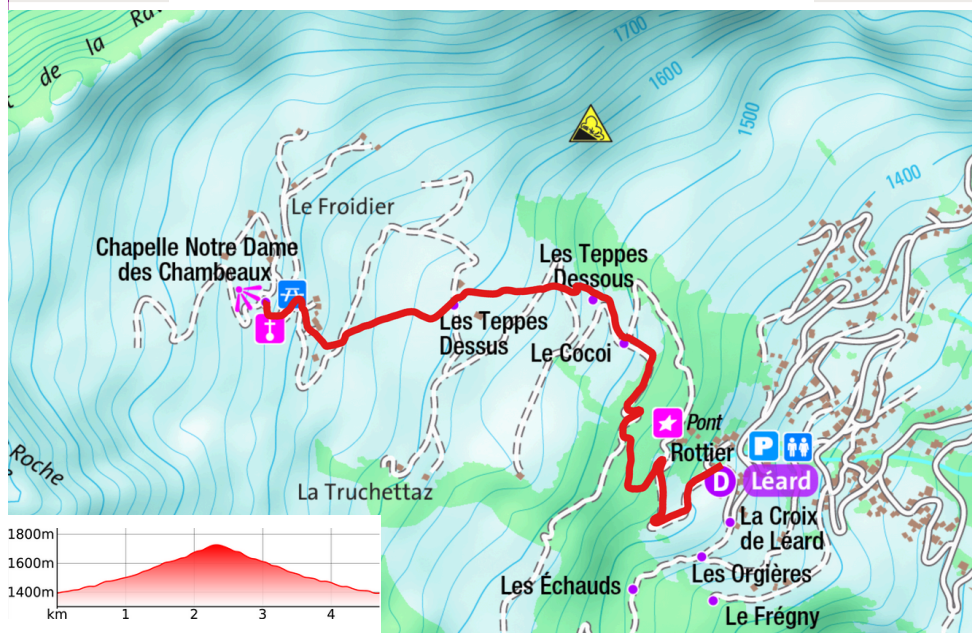 de la
1700
1600
1500
1400
Le Froidier
Chapelle Notre Dame
des Chambeaux
Les Teppes
Dessous
Les Teppes
Dessus
Le Cocoi
Pont
Rottier
P
D
Léard
Roche
La Truchettaz
La Croix
de Léard
Les Orgières
Les Échauds
Le Frégny
1800m
1600m
1400m
km
1
2
3
4